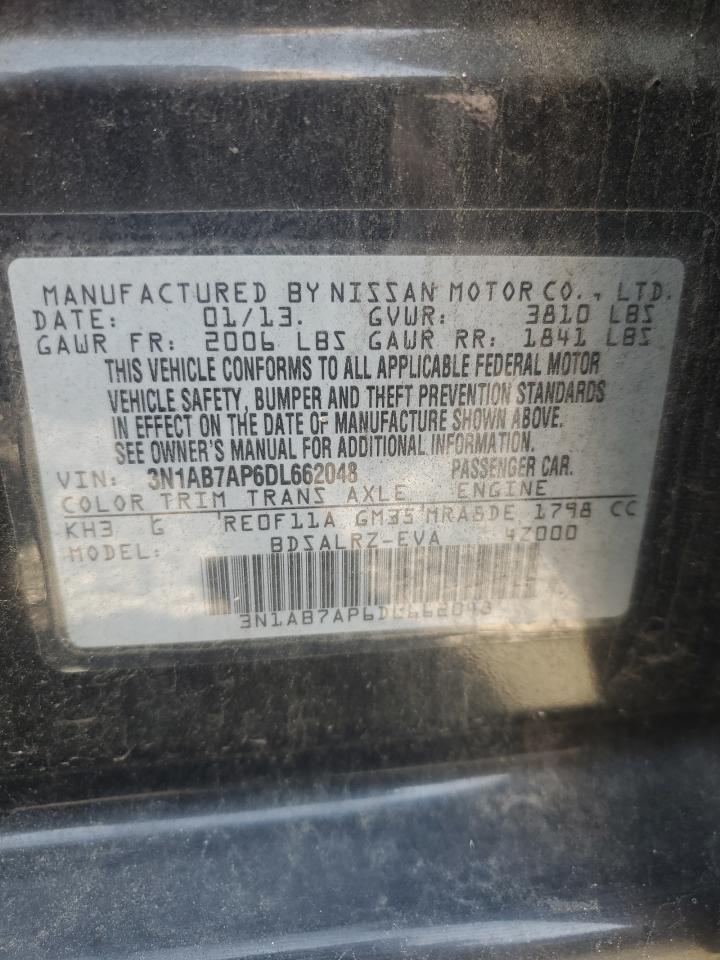 MANUFACTURED BY NISSAN MOTOR CO., LTD.
DATE: 01/13. GVWR: 3810 LBS
GAWR FR: 2006 LBS GAWR RR: 1841 LBS
THIS VEHICLE CONFORMS TO ALL APPLICABLE FEDERAL MOTOR
VEHICLE SAFETY, BUMPER AND THEFT PREVENTION STANDARDS
IN EFFECT ON THE DATE OF MANUFACTURE SHOWN ABOVE.
SEE OWNER'S MANUAL FOR ADDITIONAL INFORMATION.
VIN: 3N1AB7AP6DL662048 PASSENGER CAR.
COLOR TRIM TRANS AXLE ENGINE
KH3 G RE0F11A GM35 MRA8DE 1798 CC
MODEL: BDSALRZ-EVA 4Z000
3N1AB7AP6DL662048